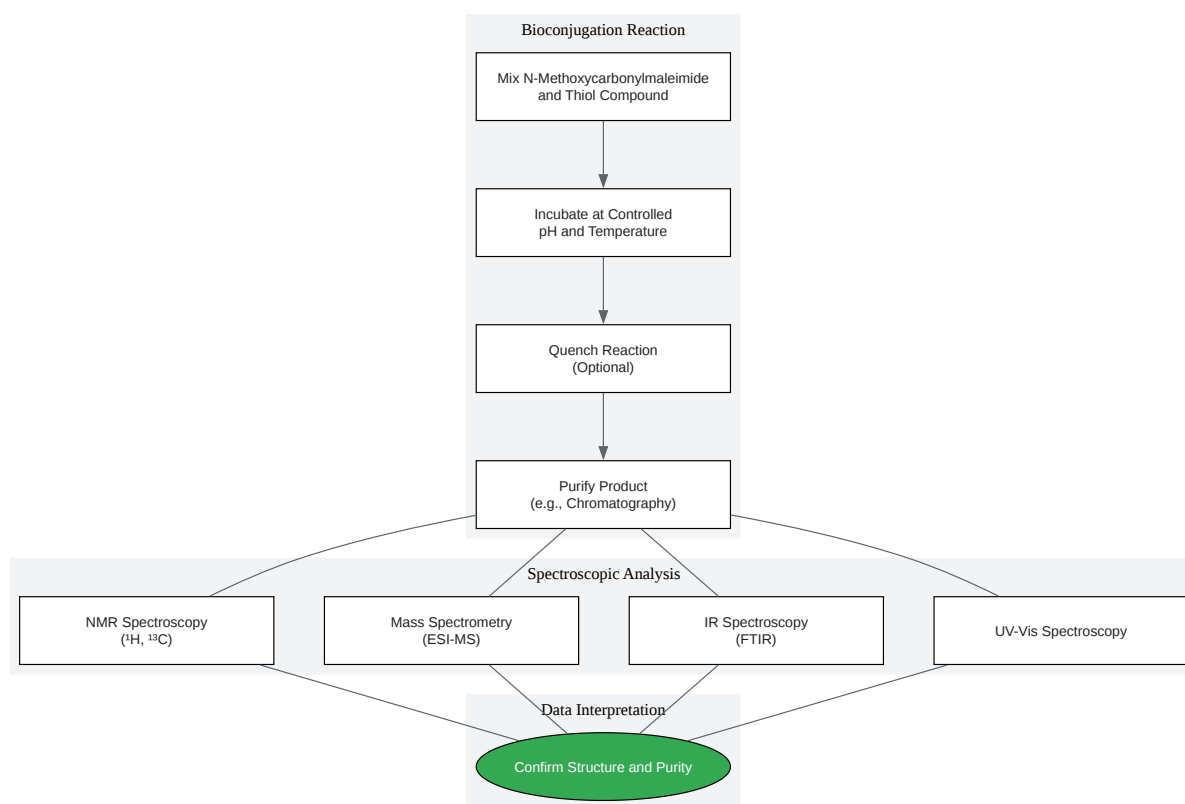 Bioconjugation Reaction
Mix N-Methoxycarbonylmaleimide
and Thiol Compound
Incubate at Controlled
pH and Temperature
Quench Reaction
(Optional)
Purify Product
(e.g., Chromatography)
Spectroscopic Analysis
NMR Spectroscopy
(¹H, ¹³C)
Mass Spectrometry
(ESI-MS)
IR Spectroscopy
(FTIR)
UV-Vis Spectroscopy
Data Interpretation
Confirm Structure and Purity